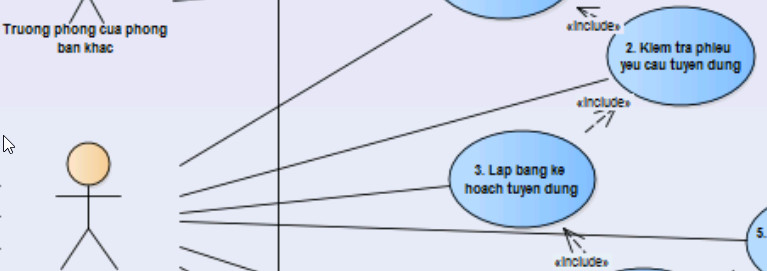 «Include»
Truong phong cua phong
ban khac
2. Kiem tra phieu
yeu cau tuyen dung
«Include»
3. Lap bang ke
hoach tuyen dung
5.
«Include»